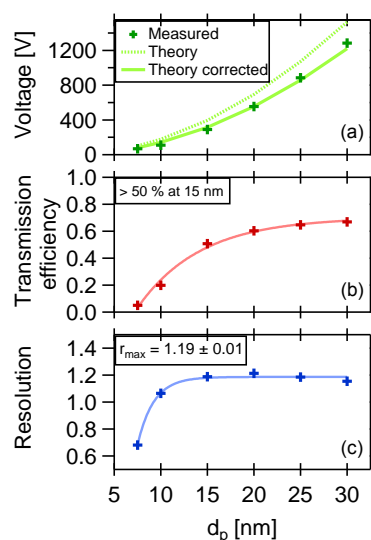 Voltage [V]
1200
800
400
0
Measured
Theory
Theory corrected
(a)
Transmission
efficiency
1.0
0.8
0.6
0.4
0.2
0.0
> 50 % at 15 nm
(b)
Resolution
1.4
1.2
1.0
0.8
0.6
r_max = 1.19 ± 0.01
(c)
5 10 15 20 25 30
d_p [nm]